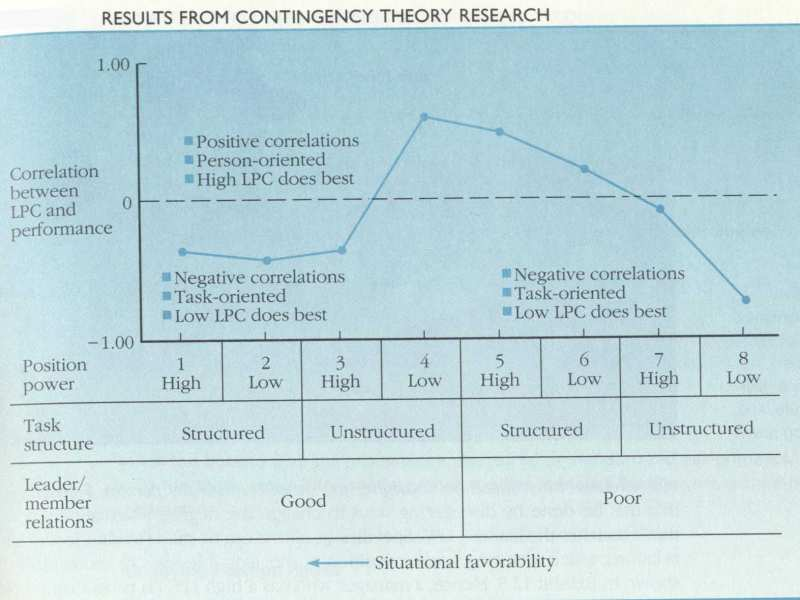 RESULTS FROM CONTINGENCY THEORY RESEARCH
1.00
Positive correlations
Person-oriented
High LPC does best
Correlation
between
LPC and
performance
0
Negative correlations
Task-oriented
Low LPC does best
Negative correlations
Task-oriented
Low LPC does best
−1.00
Position
power
1
High
2
Low
3
High
4
Low
5
High
6
Low
7
High
8
Low
Task
structure
Structured
Unstructured
Structured
Unstructured
Leader/
member
relations
Good
Poor
Situational favorability